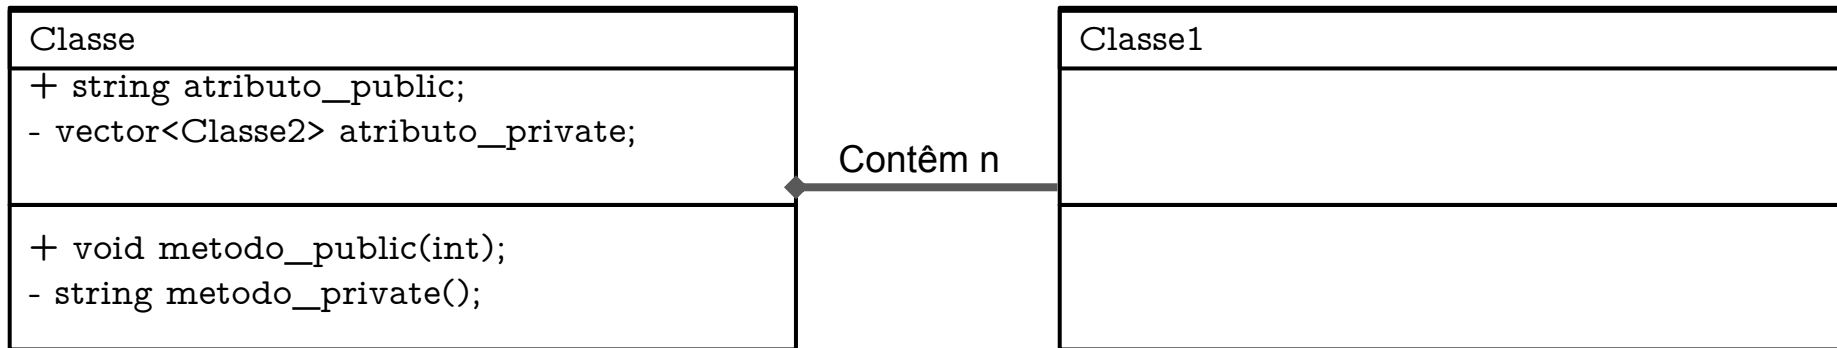 Classe
+ string atributo_public;
- vector<Classe2> atributo_private;
+ void metodo_public(int);
- string metodo_private();
Contêm n
Classe1